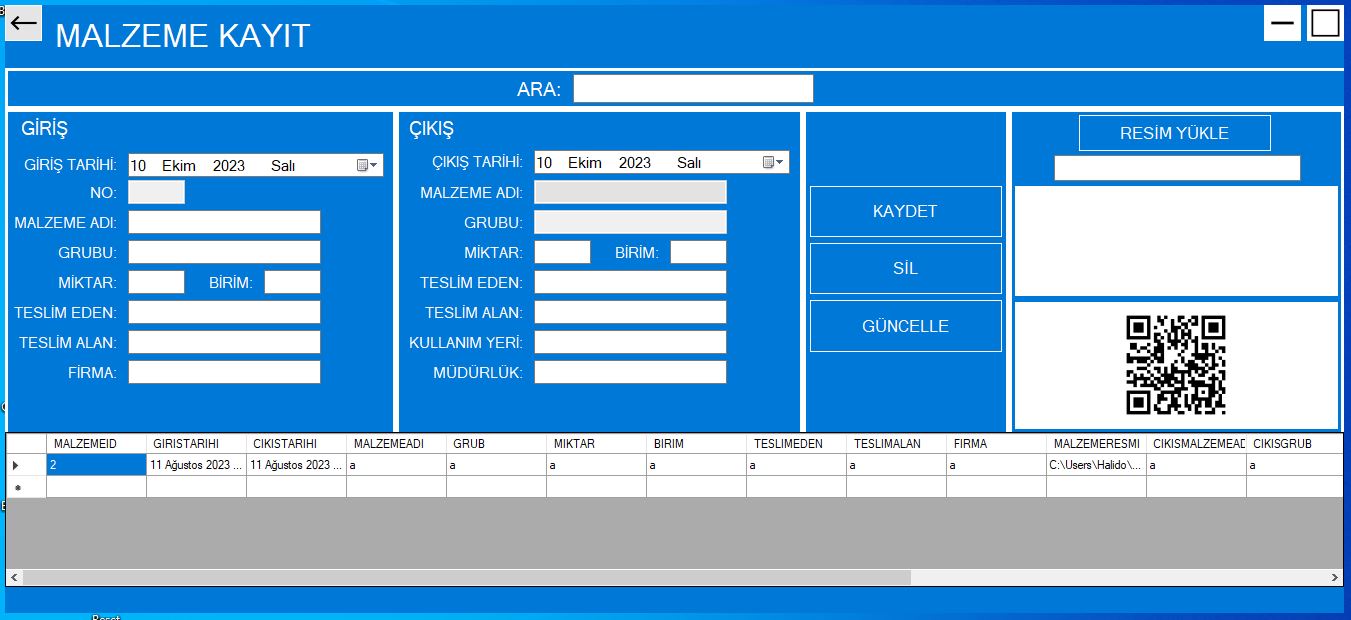 MALZEME KAYIT
ARA:
GİRİŞ
GİRİŞ TARİHİ: 10 Ekim 2023 Salı
NO:
MALZEME ADI:
GRUBU:
MİKTAR: BİRİM:
TESLİM EDEN:
TESLİM ALAN:
FİRMA:
ÇIKIŞ
ÇIKIŞ TARİHİ: 10 Ekim 2023 Salı
MALZEME ADI:
GRUBU:
MİKTAR: BİRİM:
TESLİM EDEN:
TESLİM ALAN:
KULLANIM YERİ:
MÜDÜRLÜK:
KAYDET
SİL
GÜNCELLE
RESİM YÜKLE
MALZEMEID GIRISTARIHI CIKISTARIHI MALZEMEADI GRUB MIKTAR BIRIM TESLIMEDEN TESLIMALAN FIRMA MALZEMERESMI CIKISMALZEMEAD CIKISGRUB
2 11 Ağustos 2023 ... 11 Ağustos 2023 ... a a a a a a a C:\Users\Halido\... a a